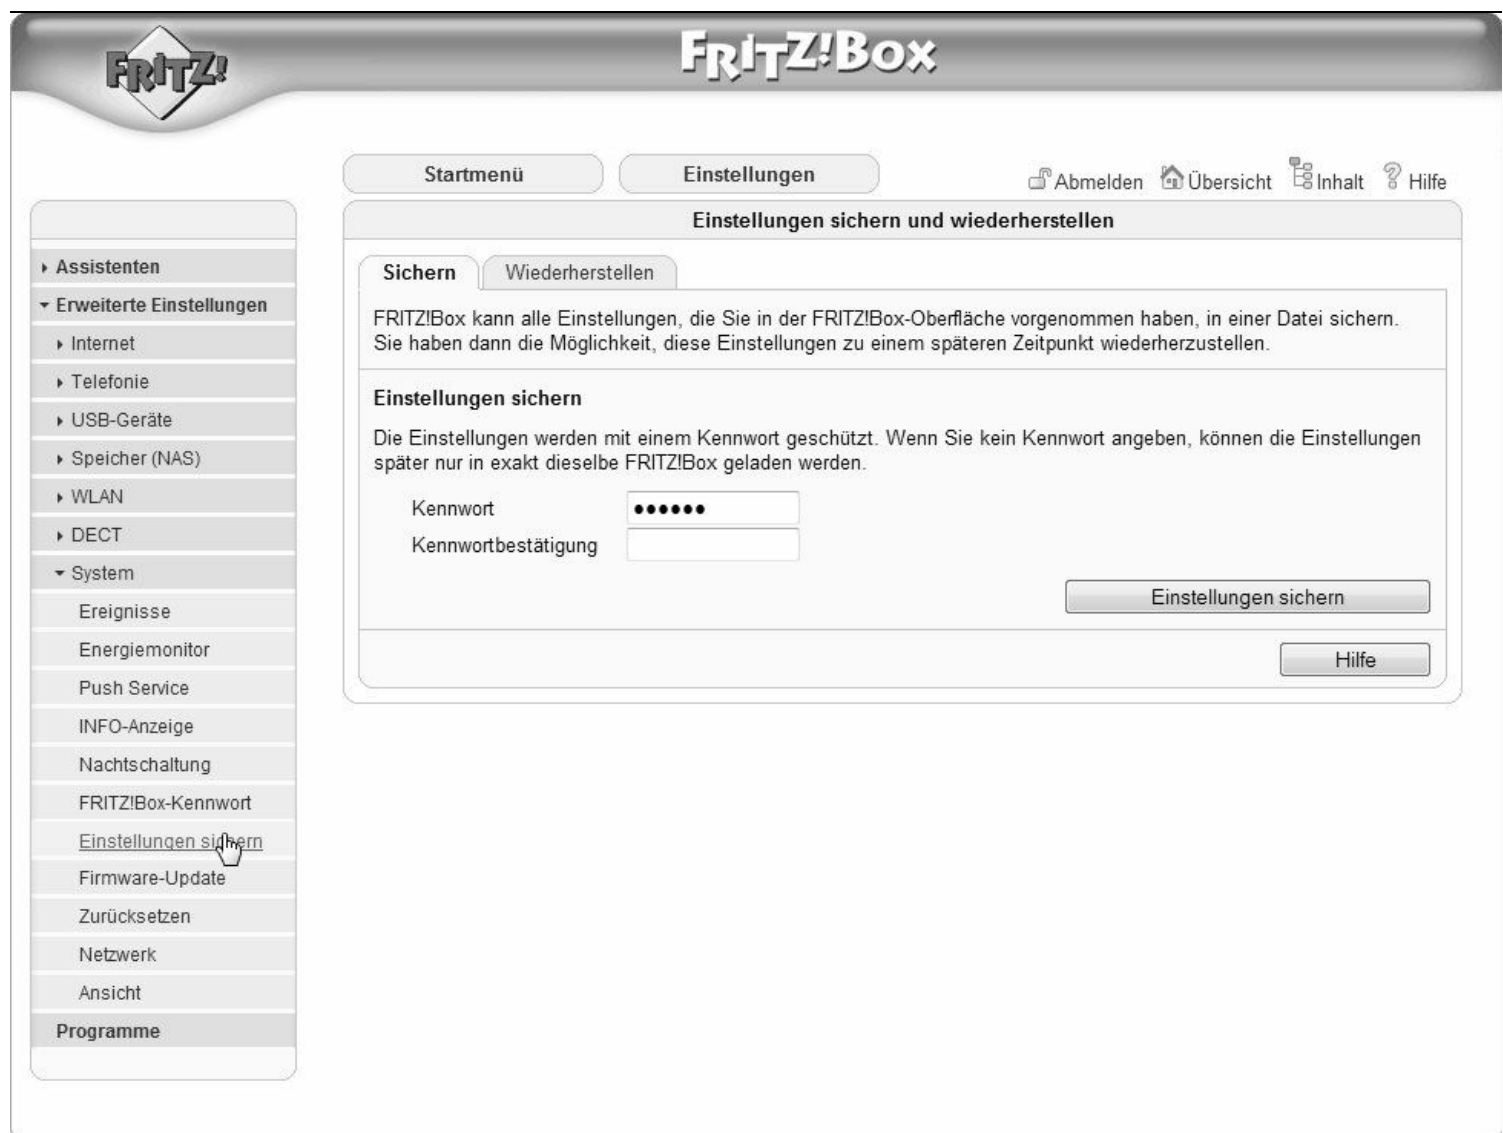 FRITZ!
FRITZ!Box
Startmenü
Einstellungen
Abmelden
Übersicht
Inhalt
Hilfe
Einstellungen sichern und wiederherstellen
Assistenten
Erweiterte Einstellungen
Internet
Telefonie
USB-Geräte
Speicher (NAS)
WLAN
DECT
System
Ereignisse
Energiemonitor
Push Service
INFO-Anzeige
Nachtschaltung
FRITZ!Box-Kennwort
Einstellungen sichern
Firmware-Update
Zurücksetzen
Netzwerk
Ansicht
Programme
Sichern
Wiederherstellen
FRITZ!Box kann alle Einstellungen, die Sie in der FRITZ!Box-Oberfläche vorgenommen haben, in einer Datei sichern.
Sie haben dann die Möglichkeit, diese Einstellungen zu einem späteren Zeitpunkt wiederherzustellen.
Einstellungen sichern
Die Einstellungen werden mit einem Kennwort geschützt. Wenn Sie kein Kennwort angeben, können die Einstellungen
später nur in exakt dieselbe FRITZ!Box geladen werden.
Kennwort ●●●●●●
Kennwortbestätigung
Einstellungen sichern
Hilfe